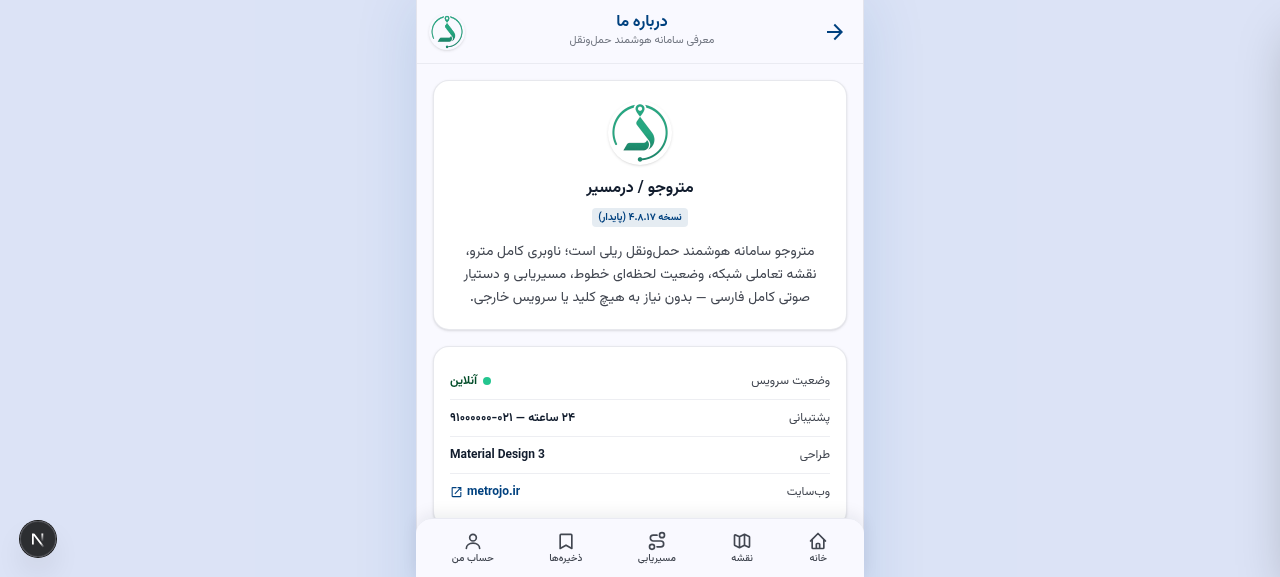 درباره ما
معرفی سامانه هوشمند حمل‌ونقل
متروجو / درمسیر
نسخه ۴.۸.۱۷ (پایدار)
متروجو سامانه هوشمند حمل‌ونقل ریلی است؛ ناوبری کامل مترو،
نقشه تعاملی شبکه، وضعیت لحظه‌ای خطوط، مسیریابی و دستیار
صوتی کامل فارسی — بدون نیاز به هیچ کلید یا سرویس خارجی.
وضعیت سرویس آنلاین
پشتیبانی ۲۴ ساعته — ۰۲۱-۹۱۰۰۰۰۰۰
طراحی Material Design 3
وب‌سایت metrojo.ir
خانه نقشه مسیریابی ذخیره‌ها حساب من
N